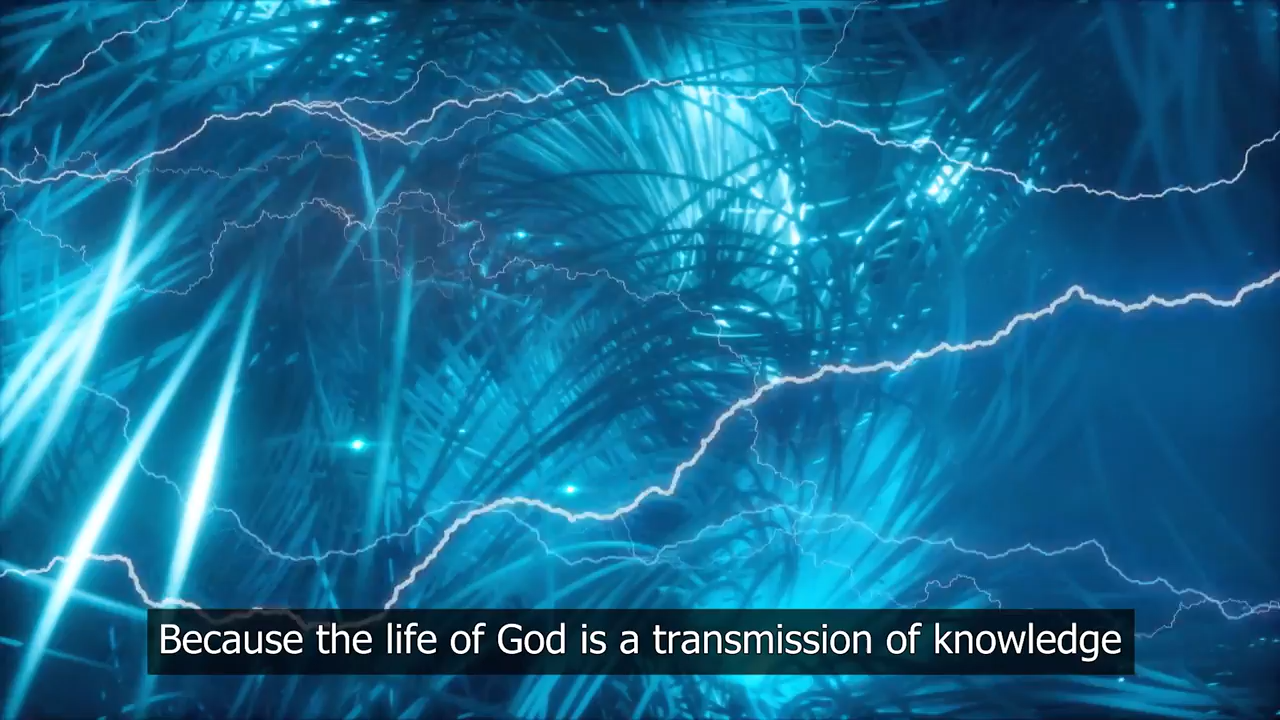 Because the life of God is a transmission of knowledge